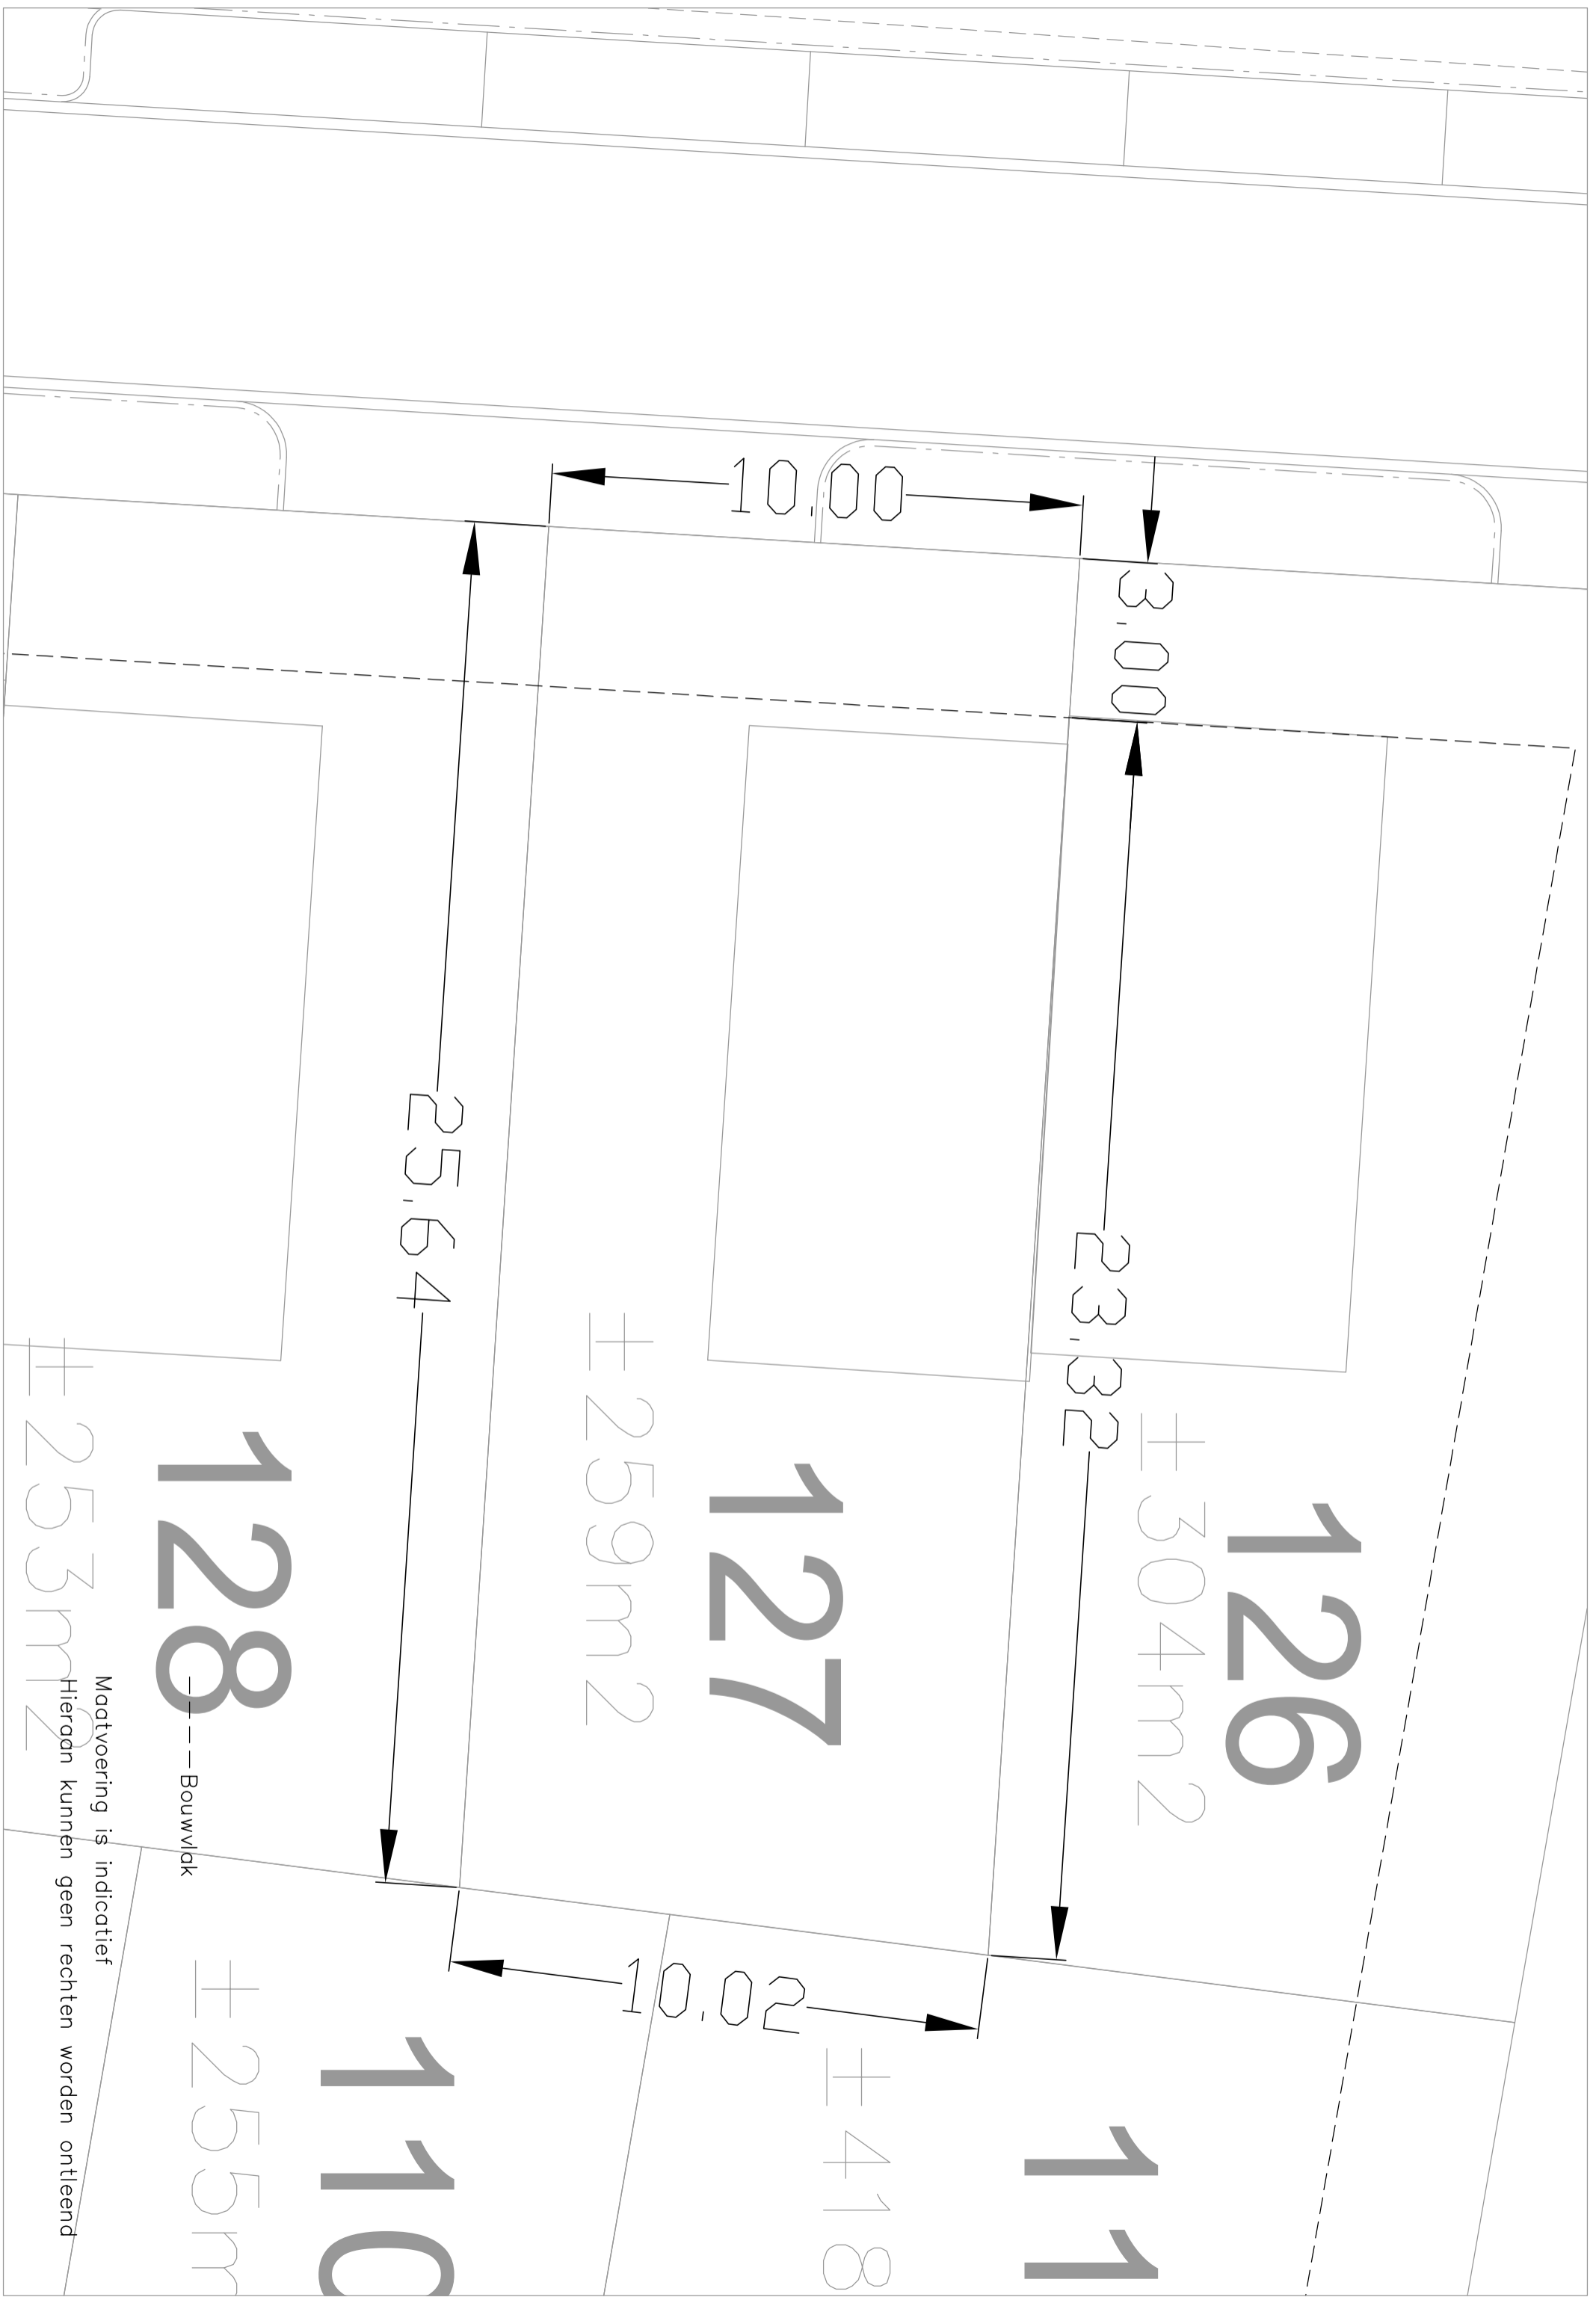 10,00
3,00
25,64
23,32
126
±304m2
127
±259m2
128
±253m2
Bouwvlak
Maatvoering is indicatief
Hieraan kunnen geen rechten worden ontleend
10,02
11
±418
110
±255m